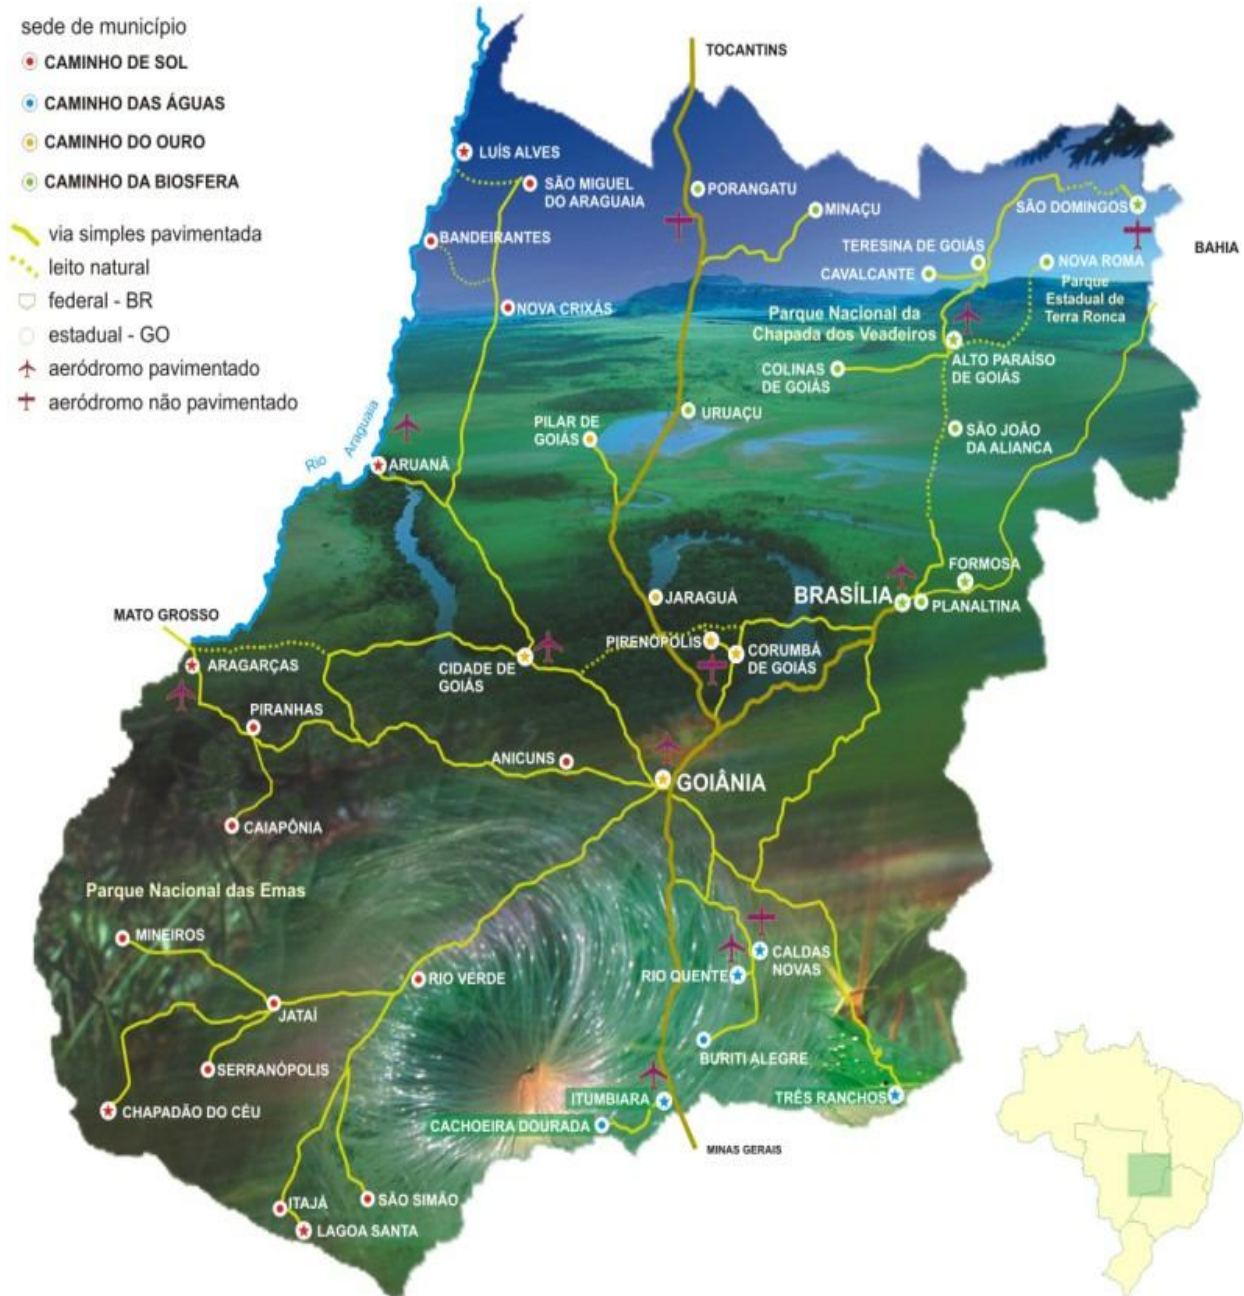 sede de município
CAMINHO DE SOL
CAMINHO DAS ÁGUAS
CAMINHO DO OURO
CAMINHO DA BIOSFERA
via simples pavimentada
leito natural
federal - BR
estadual - GO
aeródromo pavimentado
aeródromo não pavimentado
TOCANTINS
LUÍS ALVES
SÃO MIGUEL
DO ARAGUAIA
PORANGATU
MINAÇU
SÃO DOMINGOS
BANDEIRANTES
TERESINA DE GOIÁS
BAHIA
CAVALCANTE
NOVA ROMA
Parque
Estadual de
Terra Ronca
NOVA CRIXÁS
Parque Nacional da
Chapada dos Veadeiros
ALTO PARAÍSO
DE GOIÁS
COLINAS
DE GOIÁS
Rio Araguaia
PILAR DE
GOIÁS
URUAÇU
SÃO JOÃO
DA ALIANCA
ARUANÃ
FORMOSA
BRASÍLIA
PLANALTINA
JARAGUÁ
MATO GROSSO
PIRENÓPOLIS
CORUMBÁ
DE GOIÁS
ARAGARÇAS
CIDADE DE
GOIÁS
PIRANHAS
ANICUNS
GOIÂNIA
CAIAPÔNIA
Parque Nacional das Emas
MINEIROS
CALDAS
NOVAS
RIO QUENTE
RIO VERDE
JATAÍ
BURITI ALEGRE
SERRANÓPOLIS
ITUMBIARA
TRÊS RANCHOS
CHAPADÃO DO CÉU
CACHOEIRA DOURADA
MINAS GERAIS
ITAJÁ
SÃO SIMÃO
LAGOA SANTA